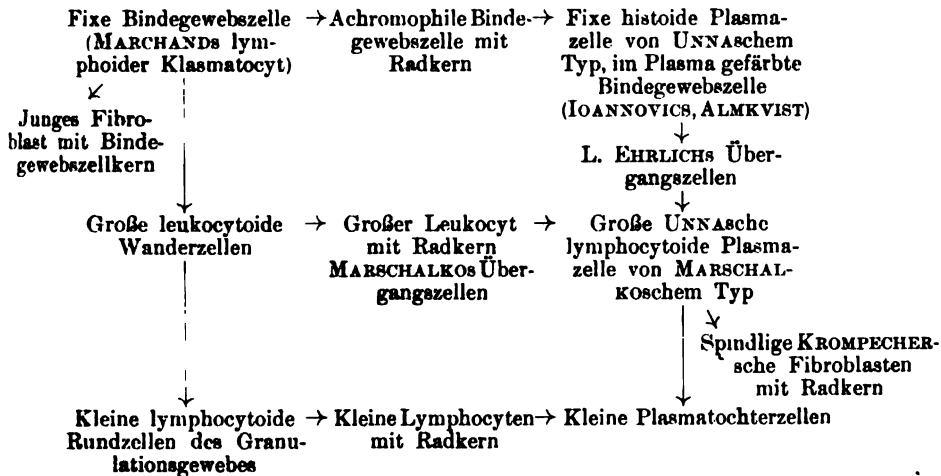 Fixe Bindegewebszelle
(MARCHANDS lym-
phoider Klasmatocyt)
→ Achromophile Binde-
gewebszelle mit
Radkern
→ Fixe histoide Plasma-
zelle von UNNAschem
Typ, im Plasma gefärbte
Bindegewebszelle
(IOANNOVICS, ALMKVIST)
Junges Fibro-
blast mit Binde-
gewebszellkern
L. EHRLICHS Über-
gangszellen
Große leukocytoide
Wanderzellen
→ Großer Leukocyt
mit Radkern
MARSCHALKOS Über-
gangszellen
→ Große UNNAsche
lymphocytoide Plasma-
zelle von MARSCHAL-
KOschem Typ
Spindlige KROMPECHER-
sche Fibroblasten
mit Radkern
Kleine lymphocytoide
Rundzellen des Granu-
lationsgewebes
→ Kleine Lymphocyten
mit Radkern
→ Kleine Plasmatochterzellen